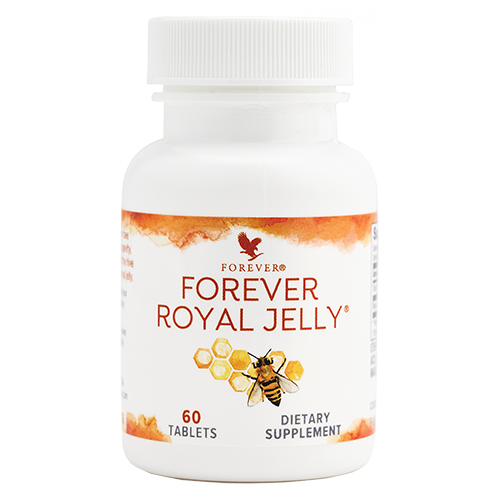 FOREVER®
FOREVER
ROYAL JELLY®
60
TABLETS
DIETARY
SUPPLEMENT